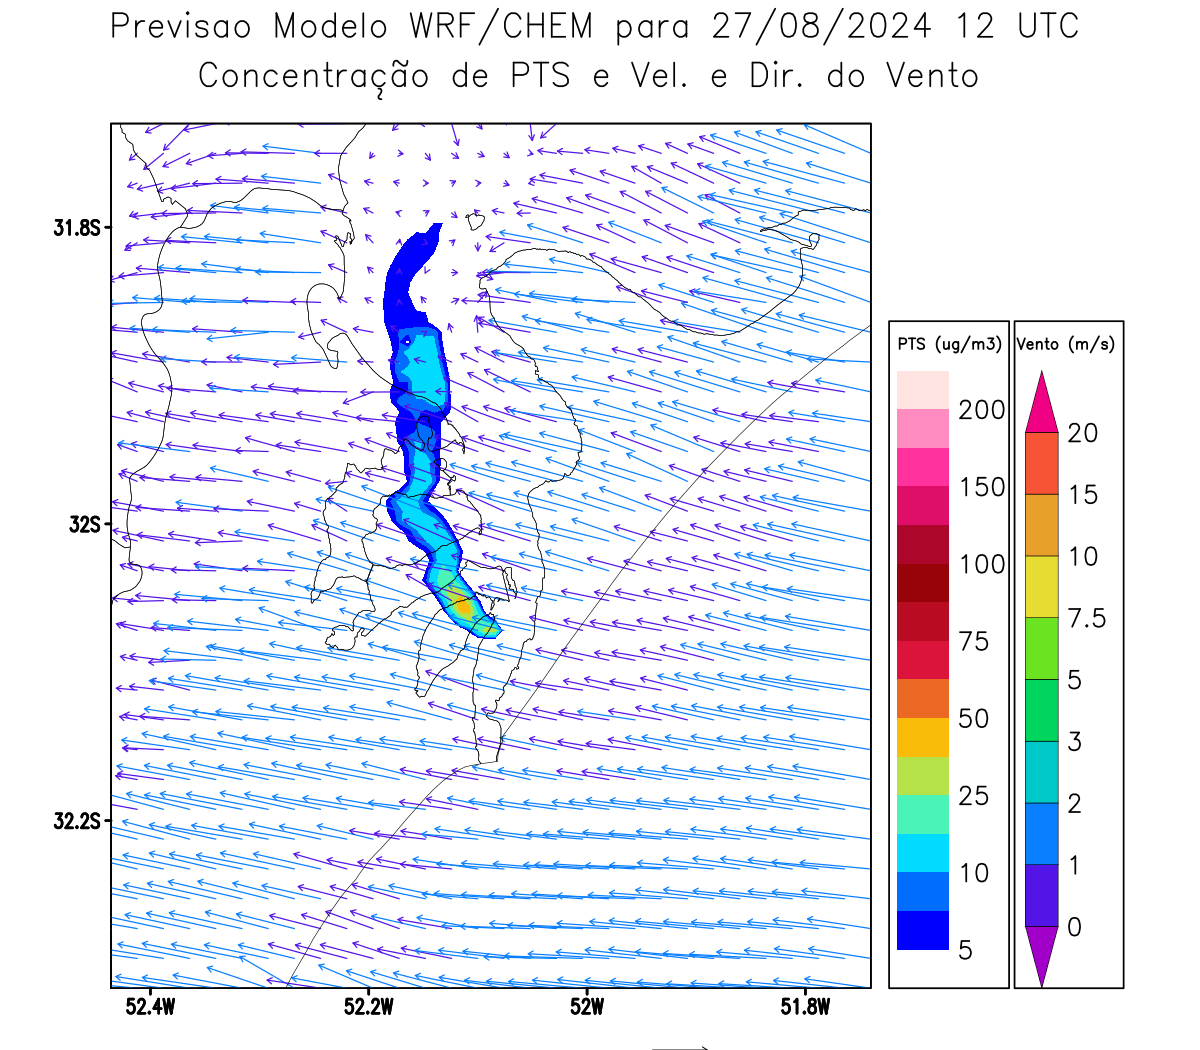 Previsao Modelo WRF/CHEM para 27/08/2024 12 UTC
Concentração de PTS e Vel. e Dir. do Vento
31.8S
32S
32.2S
52.4W 52.2W 52W 51.8W
PTS (ug/m3)
200
150
100
75
50
25
10
5
Vento (m/s)
20
15
10
7.5
5
3
2
1
0